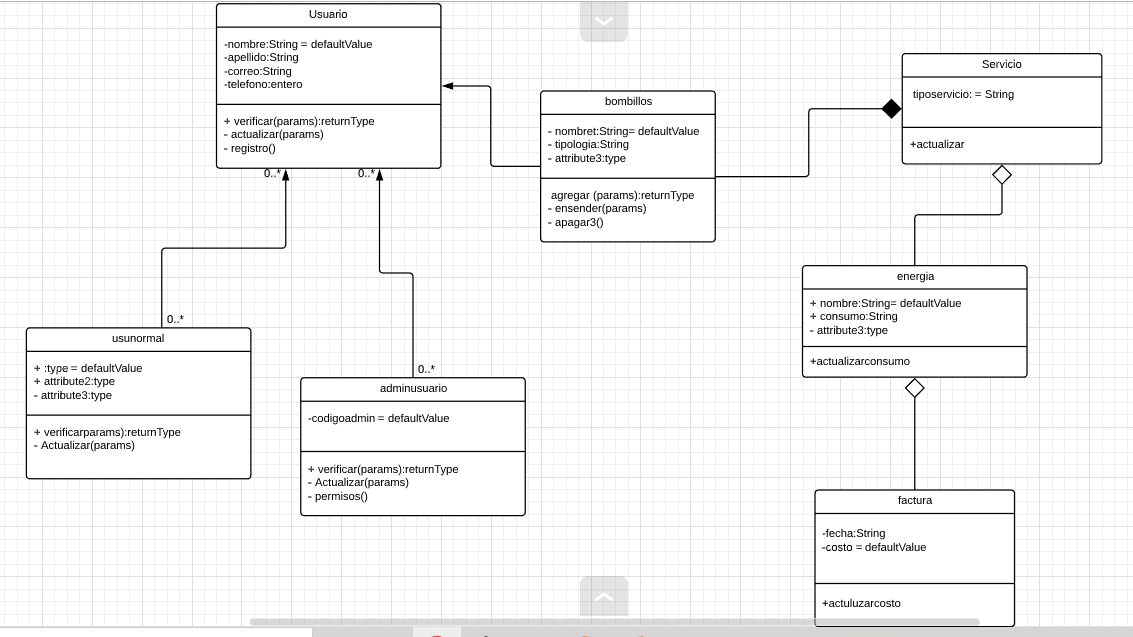 Usuario
-nombre:String = defaultValue
-apellido:String
-correo:String
-telefono:entero
+ verificar(params):returnType
- actualizar(params)
- registro()
0..*
0..*
bombillos
- nombret:String= defaultValue
- tipologia:String
- attribute3:type
agregar (params):returnType
- ensender(params)
- apagar3()
Servicio
tiposervicio: = String
+actualizar
energia
+ nombre:String= defaultValue
+ consumo:String
- attribute3:type
+actualizarconsumo
0..*
usunormal
+ :type = defaultValue
+ attribute2:type
- attribute3:type
+ verificarparams):returnType
- Actualizar(params)
0..*
adminusuario
-codigoadmin = defaultValue
+ verificar(params):returnType
- Actualizar(params)
- permisos()
factura
-fecha:String
-costo = defaultValue
+actuluzarcosto